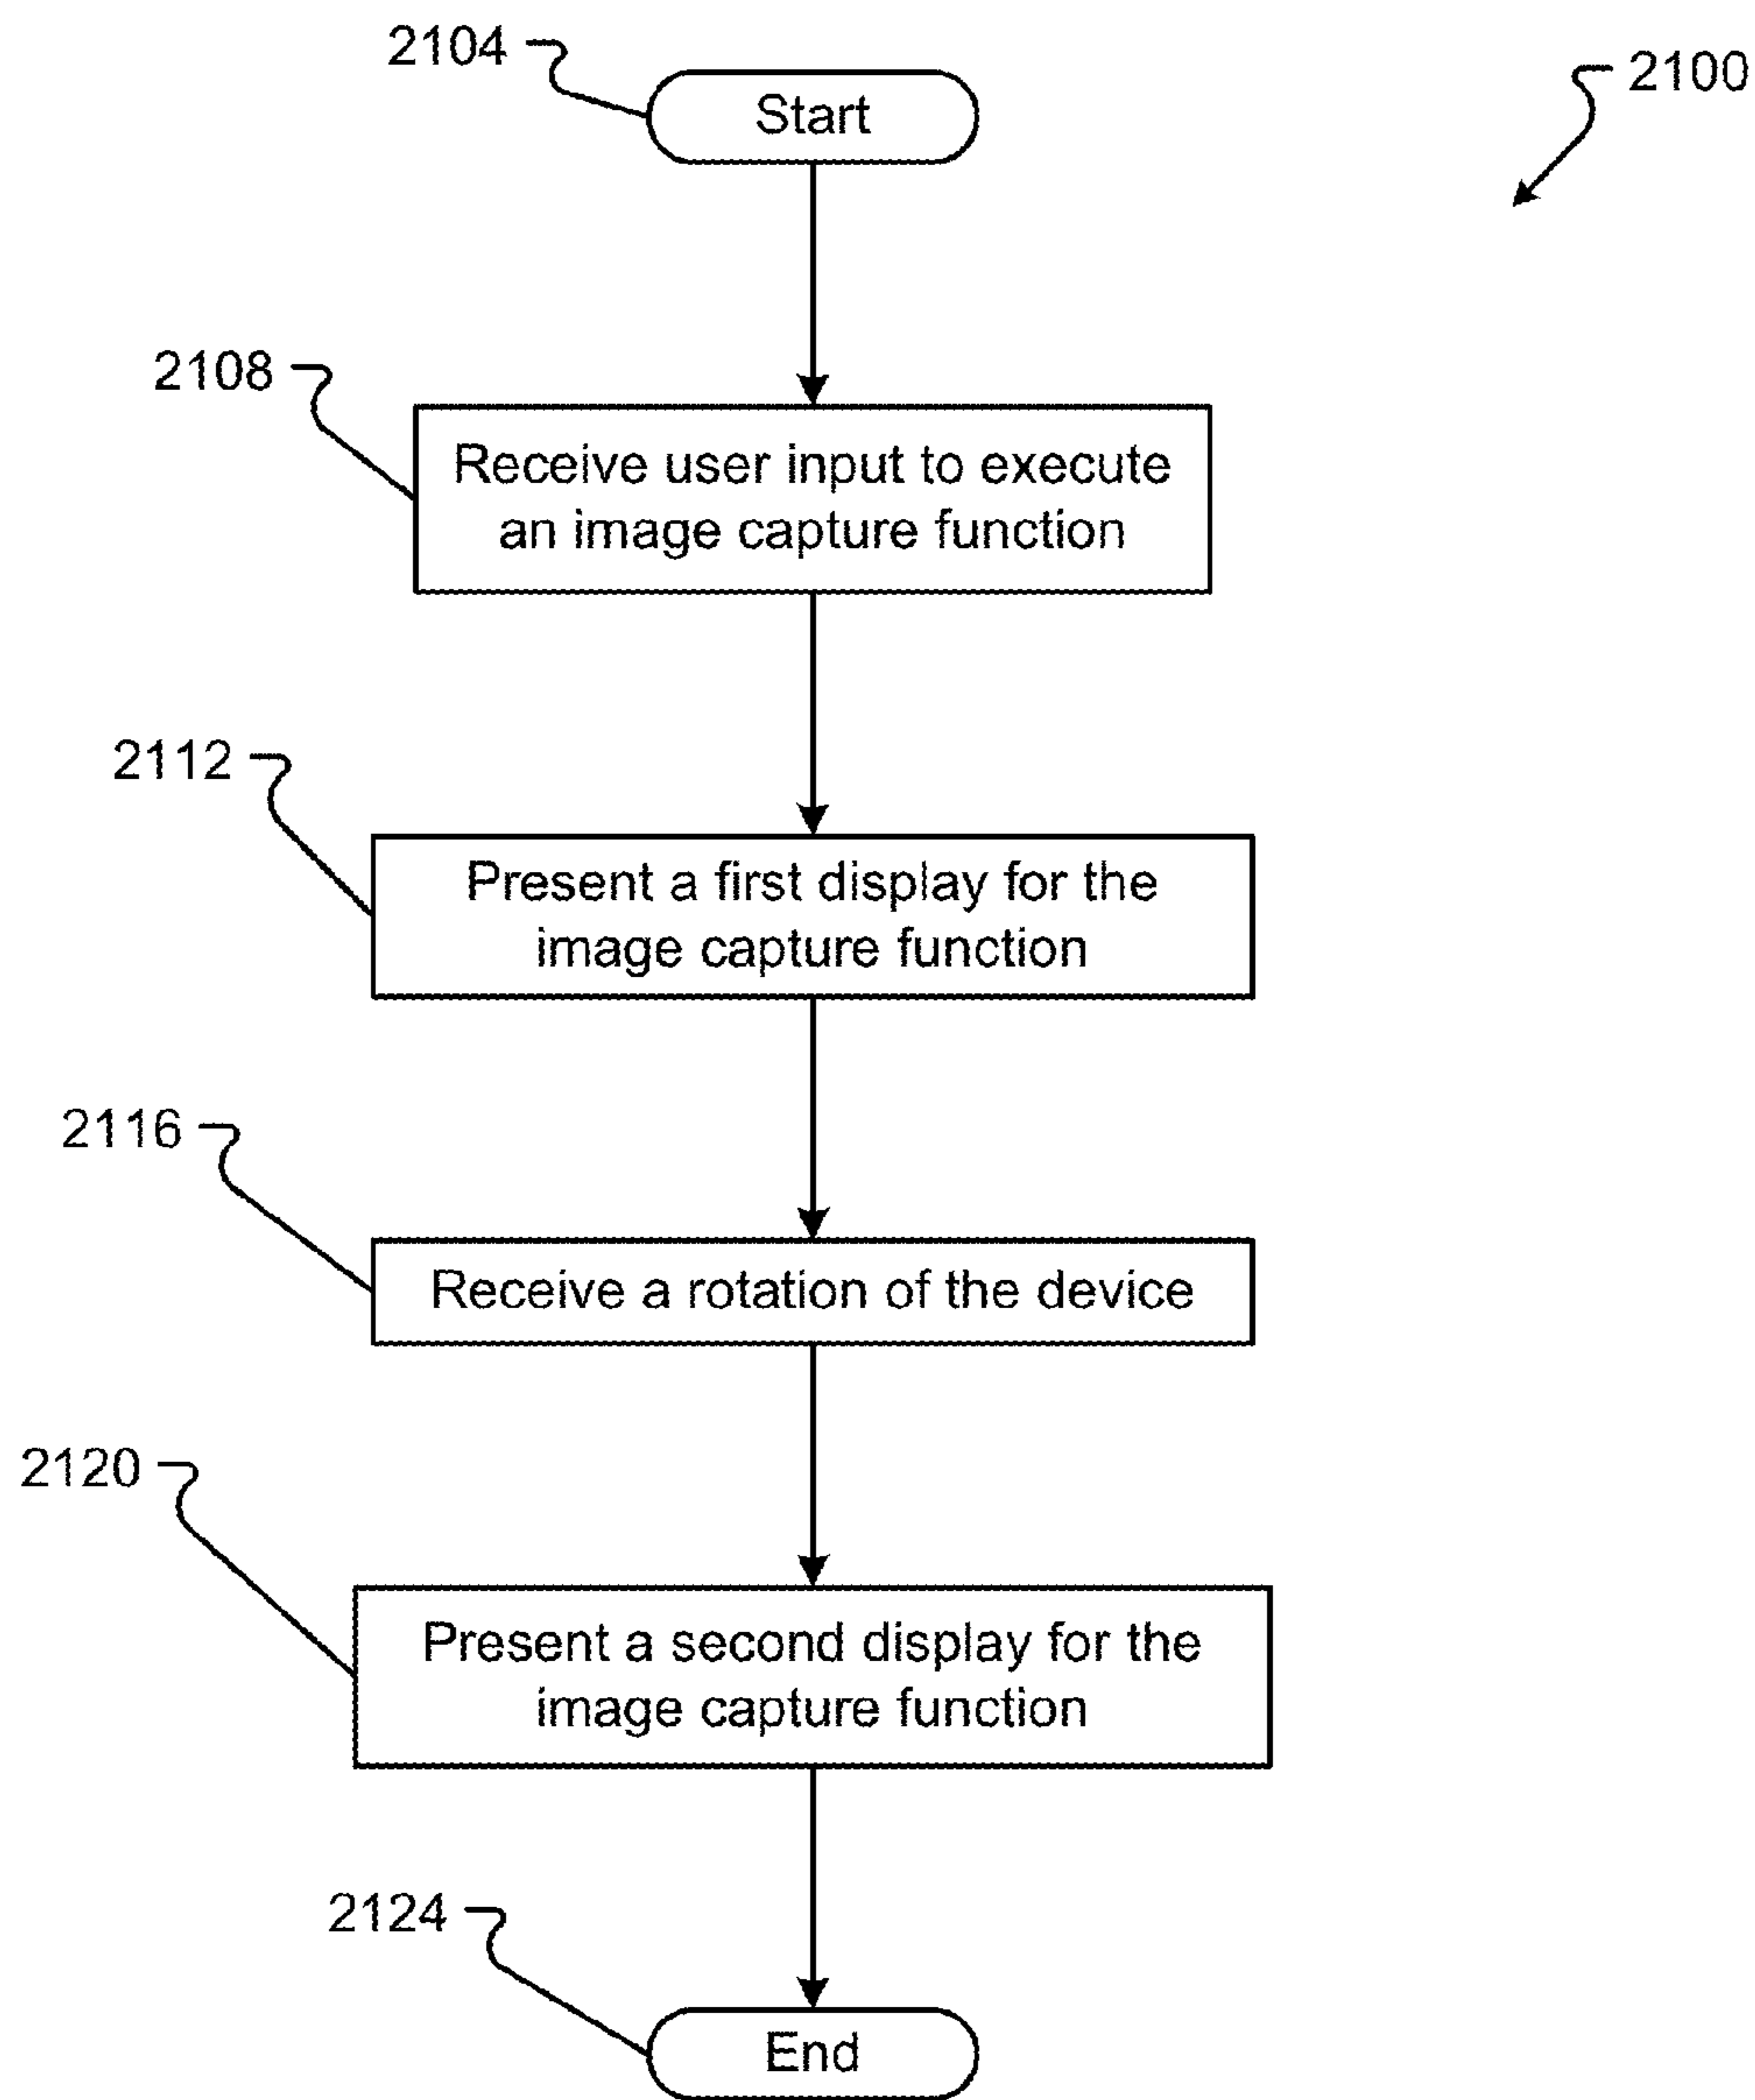 2104
Start
2100
2108
Receive user input to execute
an image capture function
2112
Present a first display for the
image capture function
2116
Receive a rotation of the device
2120
Present a second display for the
image capture function
2124
End